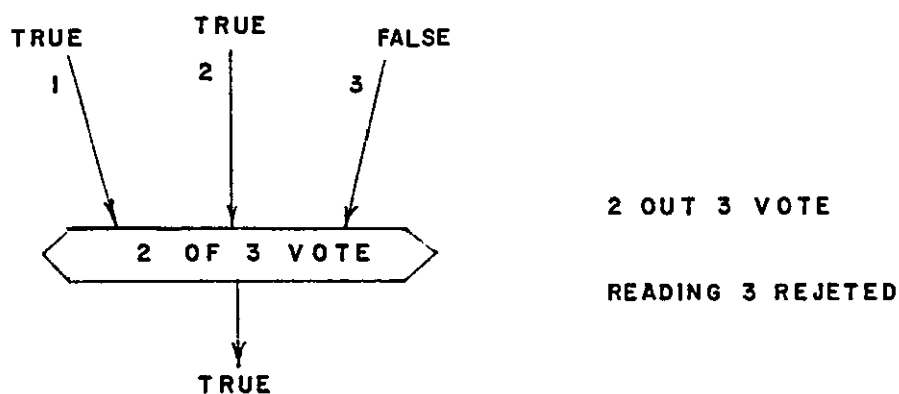 TRUE TRUE FALSE
1 2 3
2 OF 3 VOTE
TRUE
2 OUT 3 VOTE
READING 3 REJETED